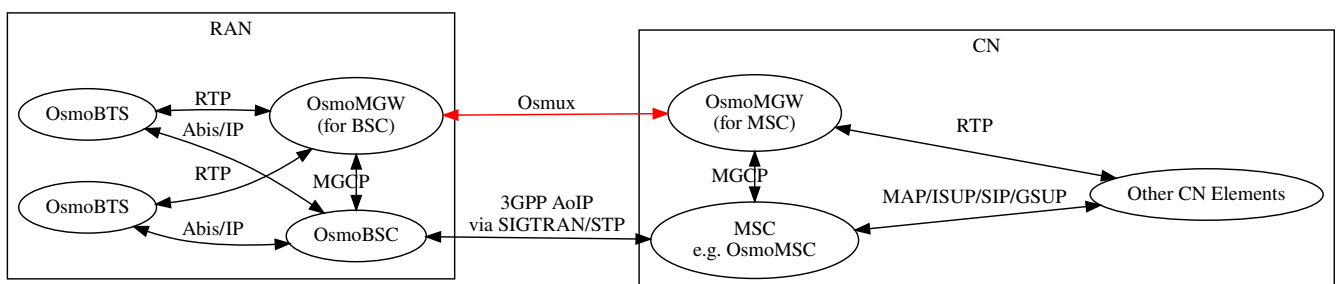 RAN
CN
OsmoBTS
RTP
OsmoMGW
(for BSC)
Osmux
OsmoMGW
(for MSC)
RTP
Abis/IP
OsmoBTS
RTP
MGCP
MGCP
Other CN Elements
MAP/ISUP/SIP/GSUP
Abis/IP
OsmoBSC
3GPP AoIP
via SIGTRAN/STP
MSC
e.g. OsmoMSC